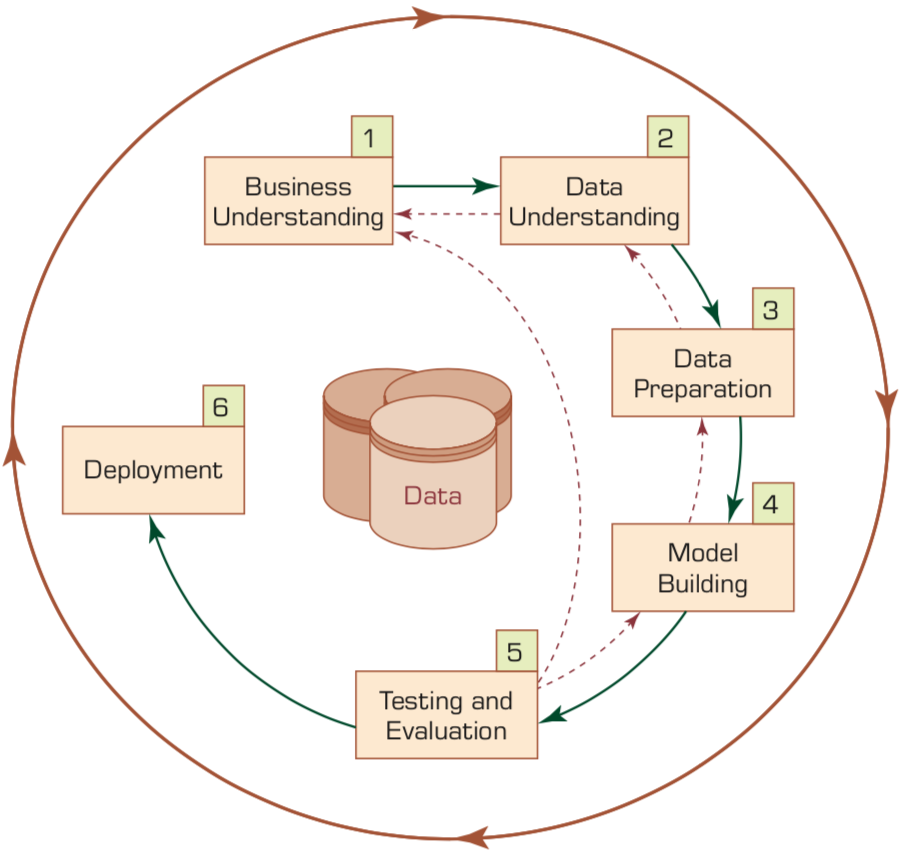 1
Business
Understanding
2
Data
Understanding
3
Data
Preparation
4
Model
Building
5
Testing and
Evaluation
6
Deployment
Data